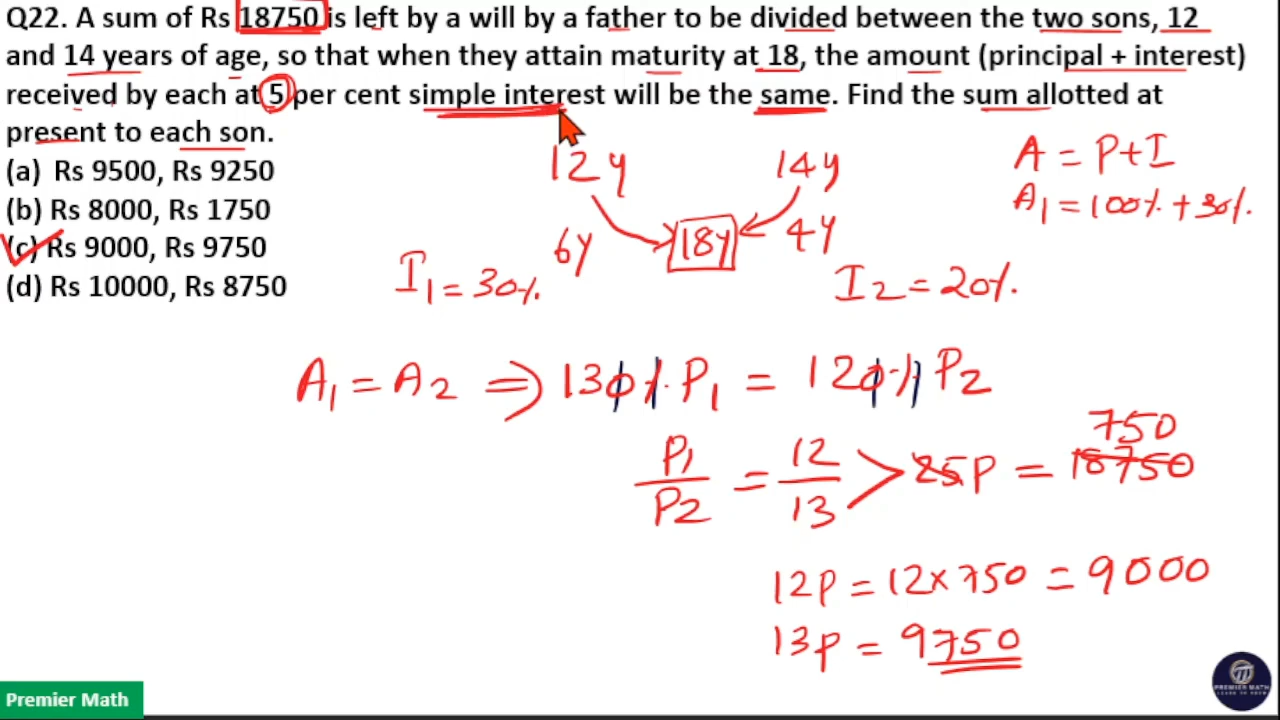 Q22. A sum of Rs 18750 is left by a will by a father to be divided between the two sons, 12
and 14 years of age, so that when they attain maturity at 18, the amount (principal + interest)
received by each at 5 per cent simple interest will be the same. Find the sum allotted at
present to each son.
(a) Rs 9500, Rs 9250
(b) Rs 8000, Rs 1750
(c) Rs 9000, Rs 9750
(d) Rs 10000, Rs 8750
12y 14y
A = P+I
A1 = 100% + 30%
6y 18y 4y
I1 = 30% I2 = 20%
A1 = A2 ⇒ 130% P1 = 120% P2
750
P1/P2 = 12/13 > 25P = 18750
12P = 12×750 = 9000
13P = 9750
Premier Math
PREMIER MATH
LEARN TO KNOW